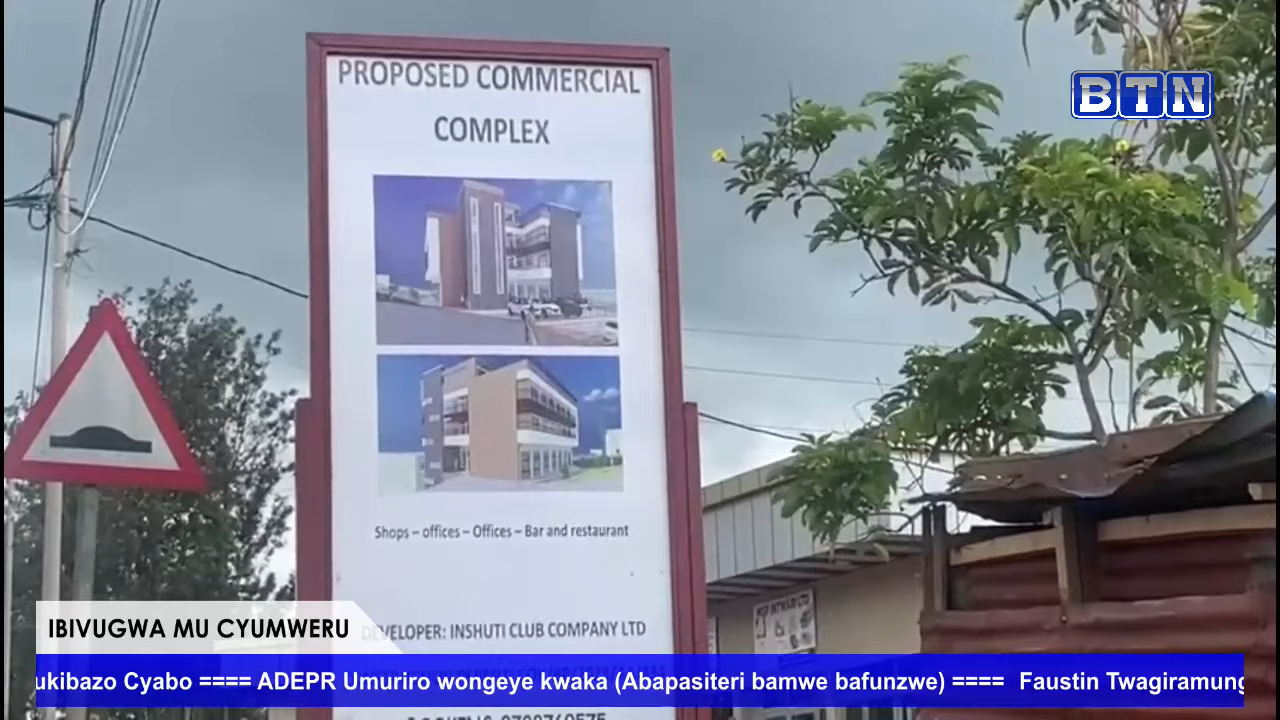 PROPOSED COMMERCIAL
COMPLEX
BTN
Shops – offices – Offices – Bar and restaurant
DEVELOPER: INSHUTI CLUB COMPANY LTD
IBIVUGWA MU CYUMWERU
ukibazo Cyabo ==== ADEPR Umuriro wongeye kwaka (Abapasiteri bamwe bafunzwe) ==== Faustin Twagiramung